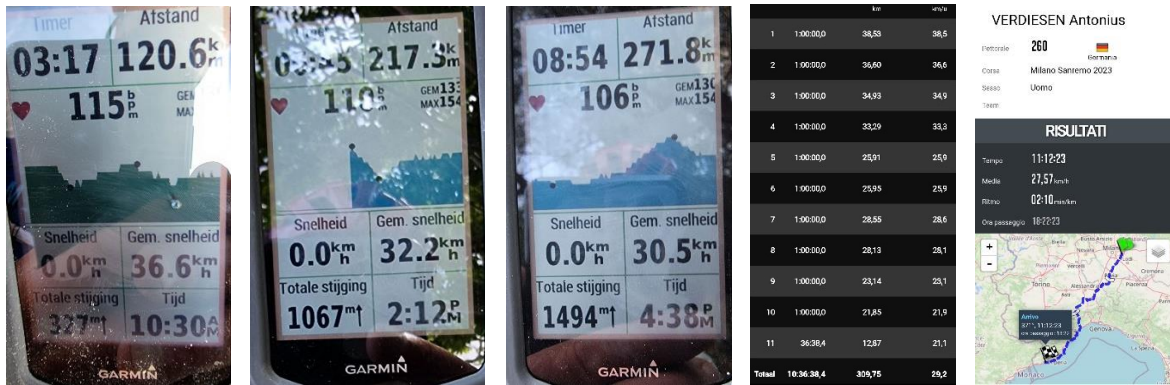 Timer
Afstand
03:17
120.6 km
115 bpm
GEM
MAX
Snelheid
Gem. snelheid
0.0 km h
36.6 km h
Totale stijging
Tijd
327 m↑
10:30 AM
GARMIN
Afstand
217.3 km
bpm
GEM 133
MAX 154
Snelheid
Gem. snelheid
0.0 km h
32.2 km h
Totale stijging
Tijd
1067 m↑
2:12 PM
GARMIN
Timer
Afstand
08:54
271.8 km
106 bpm
GEM 130
MAX 154
Snelheid
Gem. snelheid
0.0 km h
30.5 km h
Totale stijging
Tijd
1494 m↑
4:38 PM
GARMIN
km km/u
1 1:00:00,0 38,53 38,5
2 1:00:00,0 36,60 36,6
3 1:00:00,0 34,93 34,9
4 1:00:00,0 33,29 33,3
5 1:00:00,0 25,91 25,9
6 1:00:00,0 25,95 25,9
7 1:00:00,0 28,55 28,6
8 1:00:00,0 28,13 28,1
9 1:00:00,0 23,14 23,1
10 1:00:00,0 21,85 21,9
11 36:38,4 12,87 21,1
Totaal 10:36:38,4 309,75 29,2
VERDIESEN Antonius
Pettorale 260
Germania
Corsa Milano Sanremo 2023
Sesso Uomo
Team
RISULTATI
Tempo 11:12:23
Media 27,57 km/h
Ritmo 02:10 min/km
Ora passaggio 18:22:23
+
-
Arrivo
Genova
Monaco